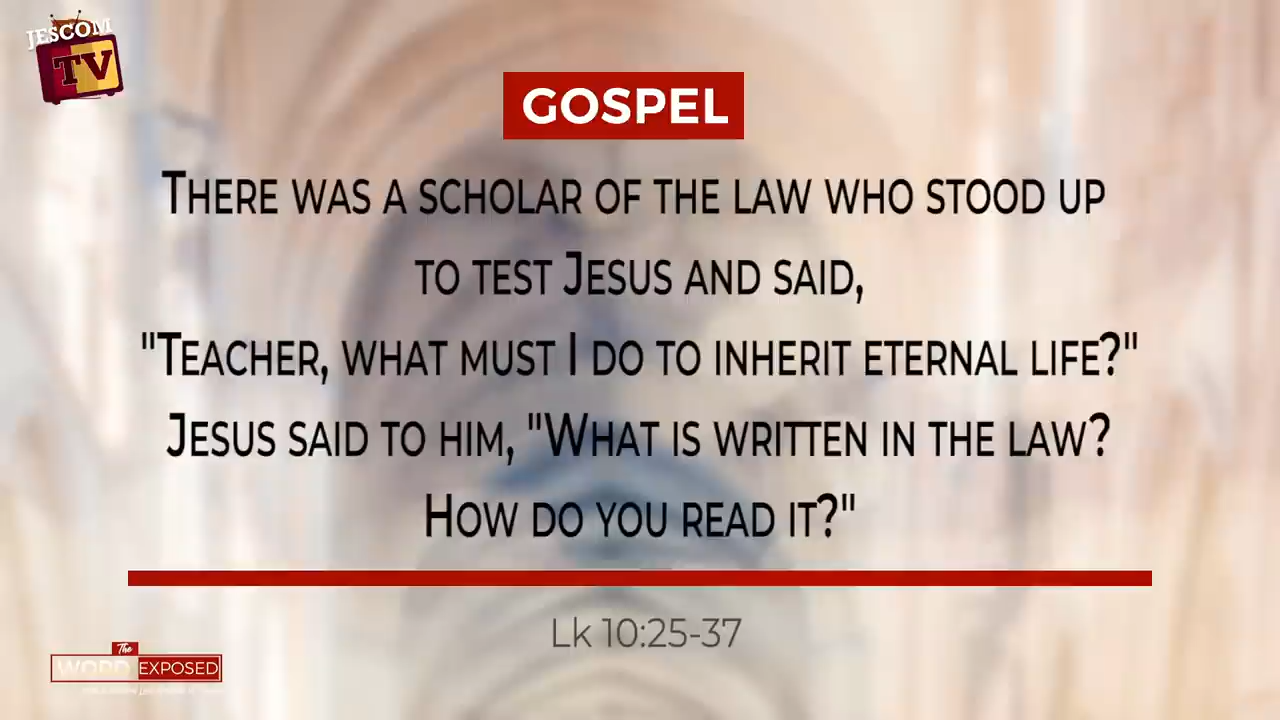 JESCOM
TV
GOSPEL
THERE WAS A SCHOLAR OF THE LAW WHO STOOD UP
TO TEST JESUS AND SAID,
"TEACHER, WHAT MUST I DO TO INHERIT ETERNAL LIFE?"
JESUS SAID TO HIM, "WHAT IS WRITTEN IN THE LAW?
HOW DO YOU READ IT?"
Lk 10:25-37
The
WORD EXPOSED